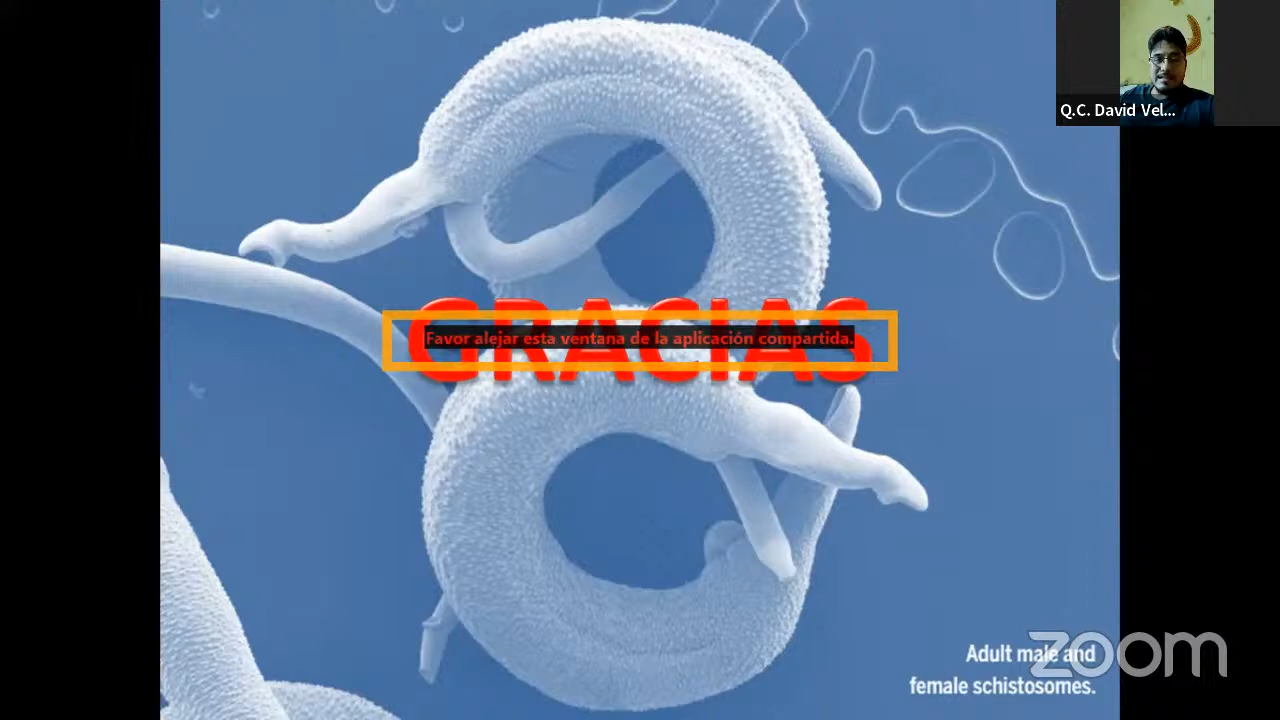 Q.C. David Vel...
GRACIAS
Favor alejar esta ventana de la aplicación compartida.
Adult male and
female schistosomes.
zoom